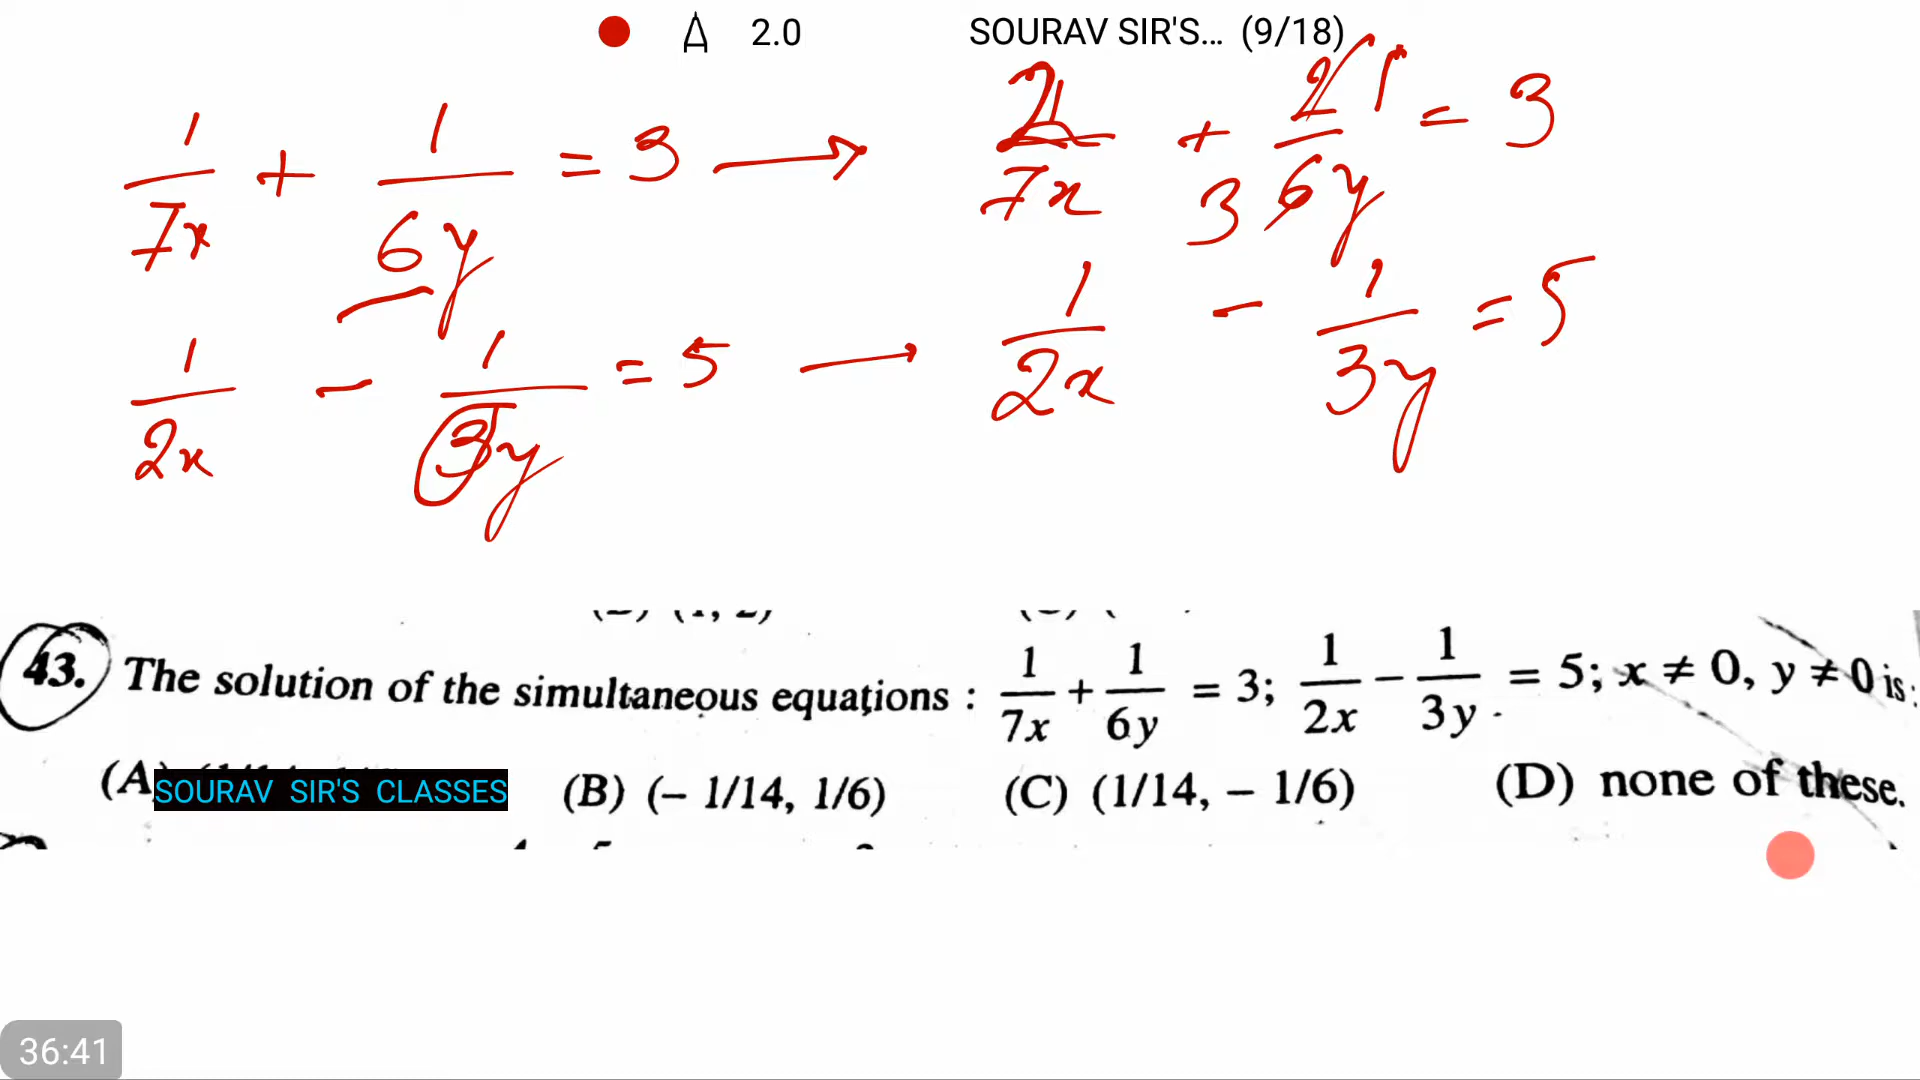 A 2.0 SOURAV SIR'S... (9/18)
1/7x + 1/6y = 3 → 2/7x + 21/6y = 3
3
1/2x - 1/3y = 5 → 1/2x - 1/3y = 5
43. The solution of the simultaneous equations : 1/7x + 1/6y = 3; 1/2x - 1/3y = 5; x ≠ 0, y ≠ 0 is:
(A) SOURAV SIR'S CLASSES (B) (– 1/14, 1/6) (C) (1/14, – 1/6) (D) none of these.
36:41